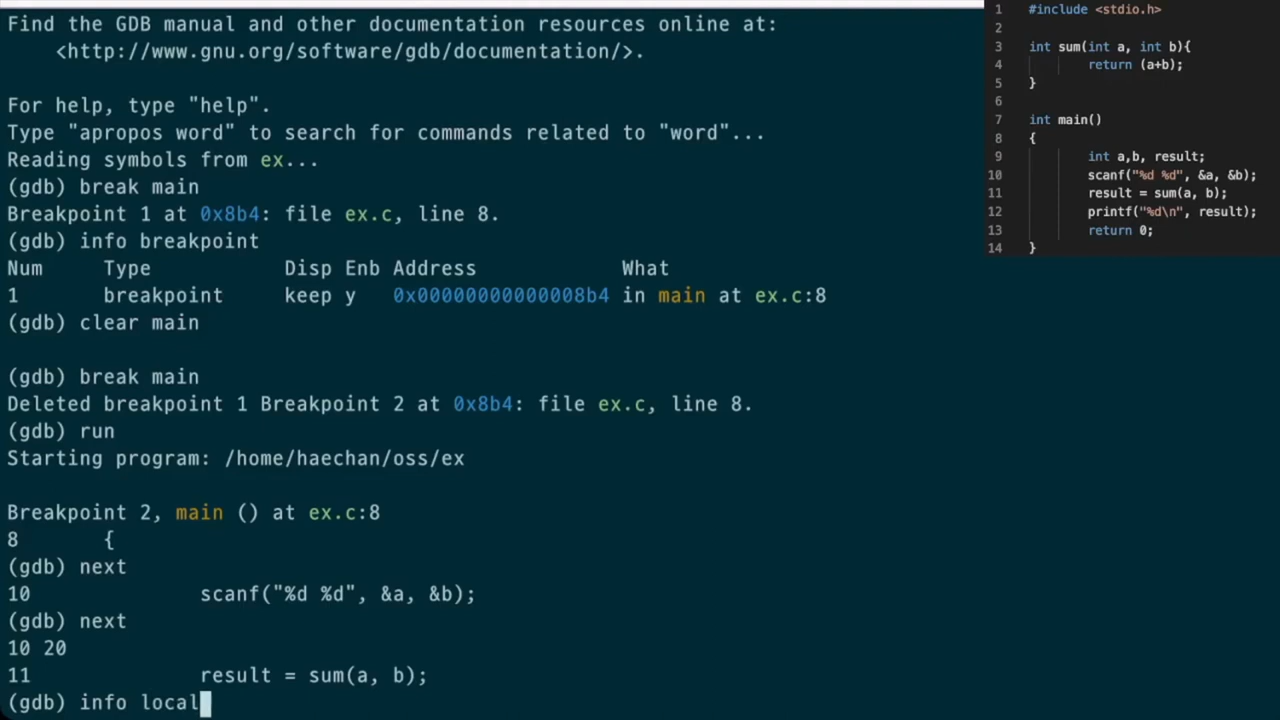 Find the GDB manual and other documentation resources online at:
<http://www.gnu.org/software/gdb/documentation/>.
For help, type "help".
Type "apropos word" to search for commands related to "word"...
Reading symbols from ex...
(gdb) break main
Breakpoint 1 at 0x8b4: file ex.c, line 8.
(gdb) info breakpoint
Num Type Disp Enb Address What
1 breakpoint keep y 0x00000000000008b4 in main at ex.c:8
(gdb) clear main
(gdb) break main
Deleted breakpoint 1 Breakpoint 2 at 0x8b4: file ex.c, line 8.
(gdb) run
Starting program: /home/haechan/oss/ex
Breakpoint 2, main () at ex.c:8
8 {
(gdb) next
10 scanf("%d %d", &a, &b);
(gdb) next
10 20
11 result = sum(a, b);
(gdb) info local
1 #include <stdio.h>
2
3 int sum(int a, int b){
4 return (a+b);
5 }
6
7 int main()
8 {
9 int a,b, result;
10 scanf("%d %d", &a, &b);
11 result = sum(a, b);
12 printf("%d\n", result);
13 return 0;
14 }